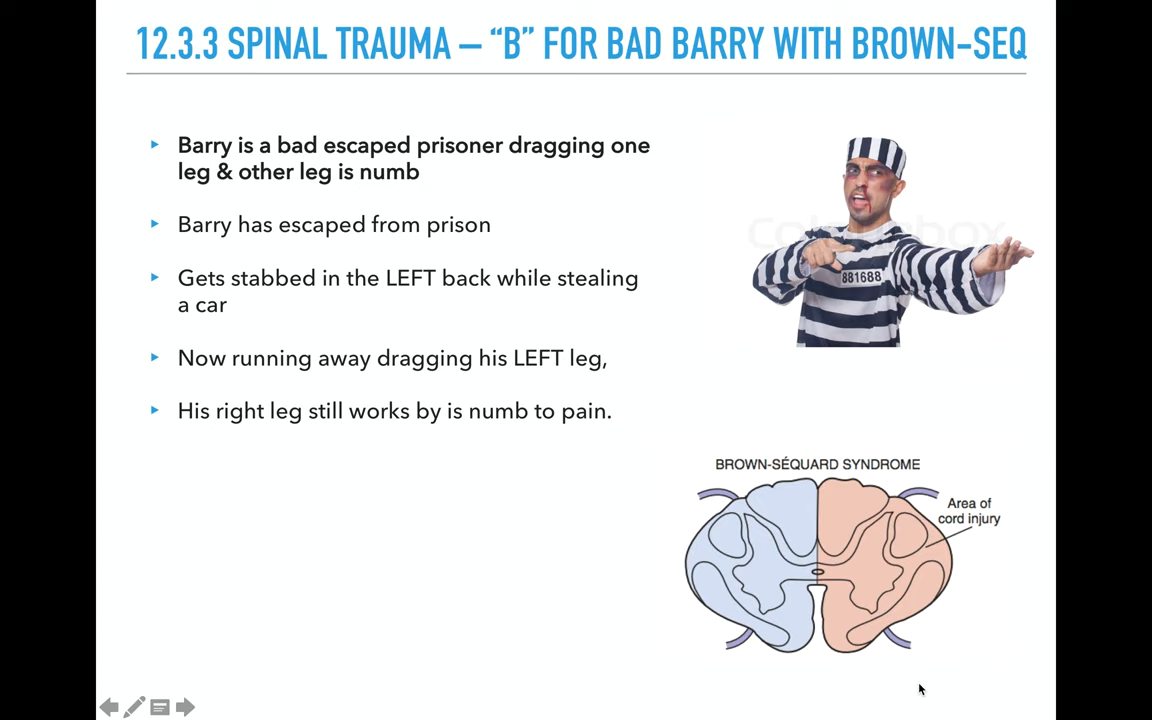 12.3.3 SPINAL TRAUMA – “B” FOR BAD BARRY WITH BROWN-SEQ
Barry is a bad escaped prisoner dragging one
leg & other leg is numb
Barry has escaped from prison
Gets stabbed in the LEFT back while stealing
a car
Now running away dragging his LEFT leg,
His right leg still works by is numb to pain.
881688
BROWN-SÉQUARD SYNDROME
Area of
cord injury